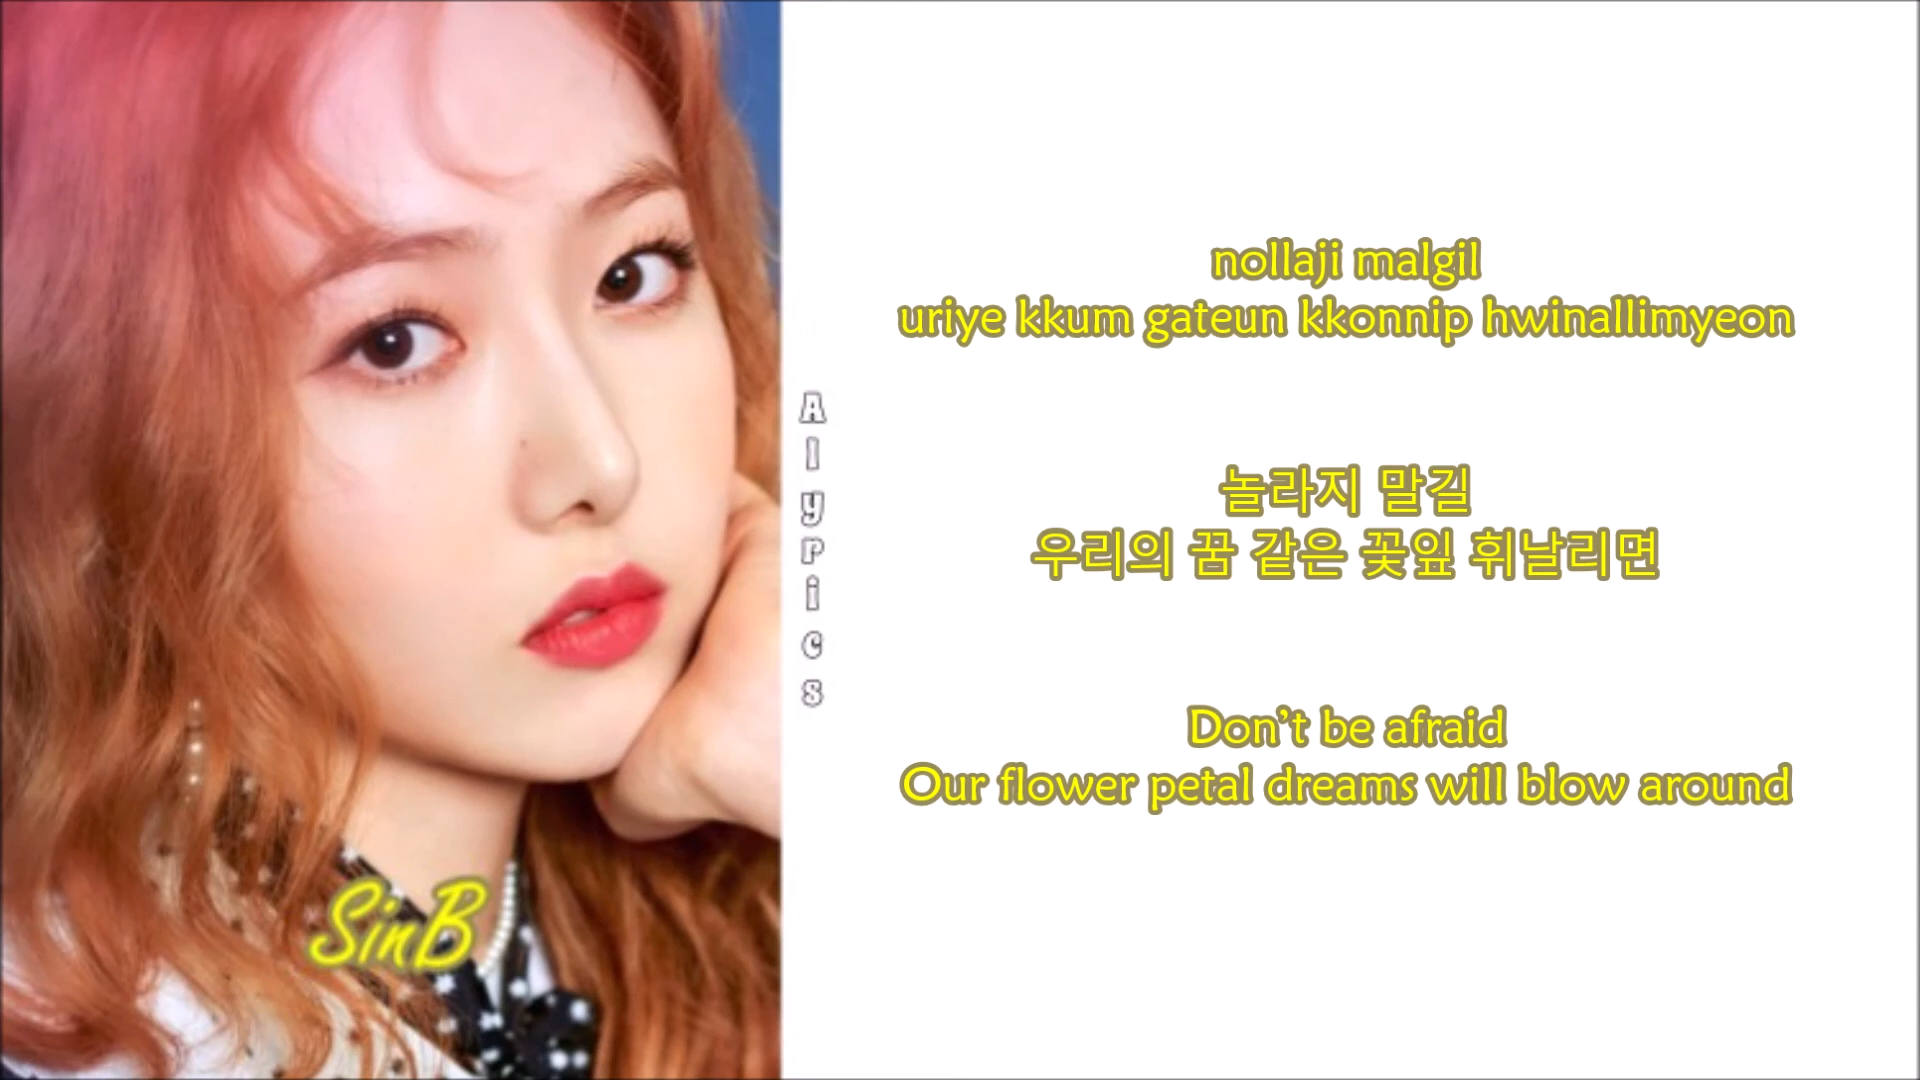 nollaji malgil
uriye kkum gateun kkonnip hwinallimyeon
놀라지 말길
우리의 꿈 같은 꽃잎 휘날리면
Don't be afraid
Our flower petal dreams will blow around
Alyrics
SinB